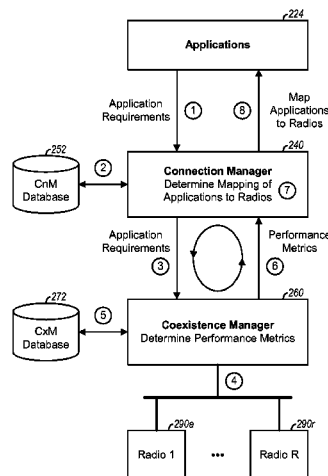 224
Applications
Application
Requirements
1
8
Map
Applications
to Radios
252
CnM
Database
2
240
Connection Manager
Determine Mapping of
Applications to Radios
7
Application
Requirements
3
Performance
Metrics
6
272
CxM
Database
5
260
Coexistence Manager
Determine Performance Metrics
4
290a
Radio 1
...
290r
Radio R